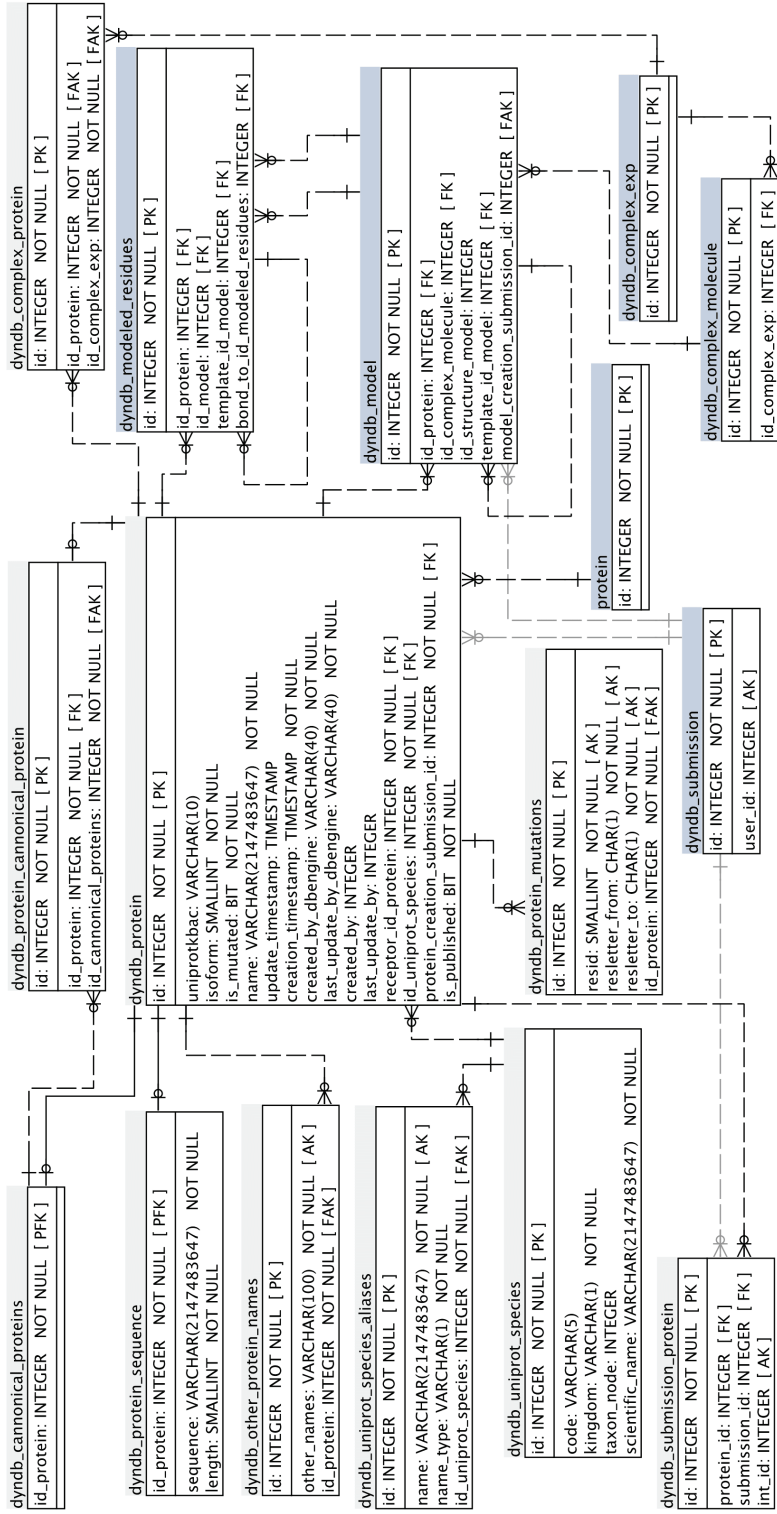 dyndb_cannonical_proteins
id_protein: INTEGER NOT NULL [ PFK ]
dyndb_protein_sequence
id_protein: INTEGER NOT NULL [ PFK ]
sequence: VARCHAR(2147483647) NOT NULL
length: SMALLINT NOT NULL
dyndb_other_protein_names
id: INTEGER NOT NULL [ PK ]
other_names: VARCHAR(100) NOT NULL [ AK ]
id_protein: INTEGER NOT NULL [ FAK ]
dyndb_uniprot_species_aliases
id: INTEGER NOT NULL [ PK ]
name: VARCHAR(2147483647) NOT NULL [ AK ]
name_type: VARCHAR(1) NOT NULL [ AK ]
id_uniprot_species: INTEGER NOT NULL [ FAK ]
dyndb_uniprot_species
id: INTEGER NOT NULL [ PK ]
code: VARCHAR(5)
kingdom: VARCHAR(1) NOT NULL
taxon_node: INTEGER
scientific_name: VARCHAR(2147483647) NOT NULL
dyndb_submission_protein
id: INTEGER NOT NULL [ PK ]
protein_id: INTEGER [ FK ]
submission_id: INTEGER [ FK ]
int_id: INTEGER [ AK ]
dyndb_protein_cannonical_protein
id: INTEGER NOT NULL [ PK ]
id_protein: INTEGER NOT NULL [ FK ]
id_cannonical_proteins: INTEGER NOT NULL [ FAK ]
dyndb_protein
id: INTEGER NOT NULL [ PK ]
uniprotkbac: VARCHAR(10)
isoform: SMALLINT NOT NULL
is_mutated: BIT NOT NULL
name: VARCHAR(2147483647) NOT NULL
update_timestamp: TIMESTAMP
creation_timestamp: TIMESTAMP NOT NULL
created_by_dbengine: VARCHAR(40) NOT NULL
last_update_by_dbengine: VARCHAR(40) NOT NULL
created_by: INTEGER
last_update_by: INTEGER
receptor_id_protein: INTEGER NOT NULL [ FK ]
id_uniprot_species: INTEGER NOT NULL [ FK ]
protein_creation_submission_id: INTEGER NOT NULL [ FK ]
is_published: BIT NOT NULL
dyndb_protein_mutations
id: INTEGER NOT NULL [ PK ]
resid: SMALLINT NOT NULL [ AK ]
resletter_from: CHAR(1) NOT NULL [ AK ]
resletter_to: CHAR(1) NOT NULL [ AK ]
id_protein: INTEGER NOT NULL [ FAK ]
dyndb_submission
id: INTEGER NOT NULL [ PK ]
user_id: INTEGER [ AK ]
protein
id: INTEGER NOT NULL [ PK ]
dyndb_complex_protein
id: INTEGER NOT NULL [ PK ]
id_protein: INTEGER NOT NULL [ FAK ]
id_complex_exp: INTEGER NOT NULL [ FAK ]
dyndb_modeled_residues
id: INTEGER NOT NULL [ PK ]
id_protein: INTEGER [ FK ]
id_model: INTEGER [ FK ]
template_id_model: INTEGER [ FK ]
bond_to_id_modeled_residues: INTEGER [ FK ]
dyndb_model
id: INTEGER NOT NULL [ PK ]
id_protein: INTEGER [ FK ]
id_complex_molecule: INTEGER [ FK ]
id_structure_model: INTEGER
template_id_model: INTEGER [ FK ]
model_creation_submission_id: INTEGER [ FAK ]
dyndb_complex_exp
id: INTEGER NOT NULL [ PK ]
dyndb_complex_molecule
id: INTEGER NOT NULL [ PK ]
id_complex_exp: INTEGER [ FK ]